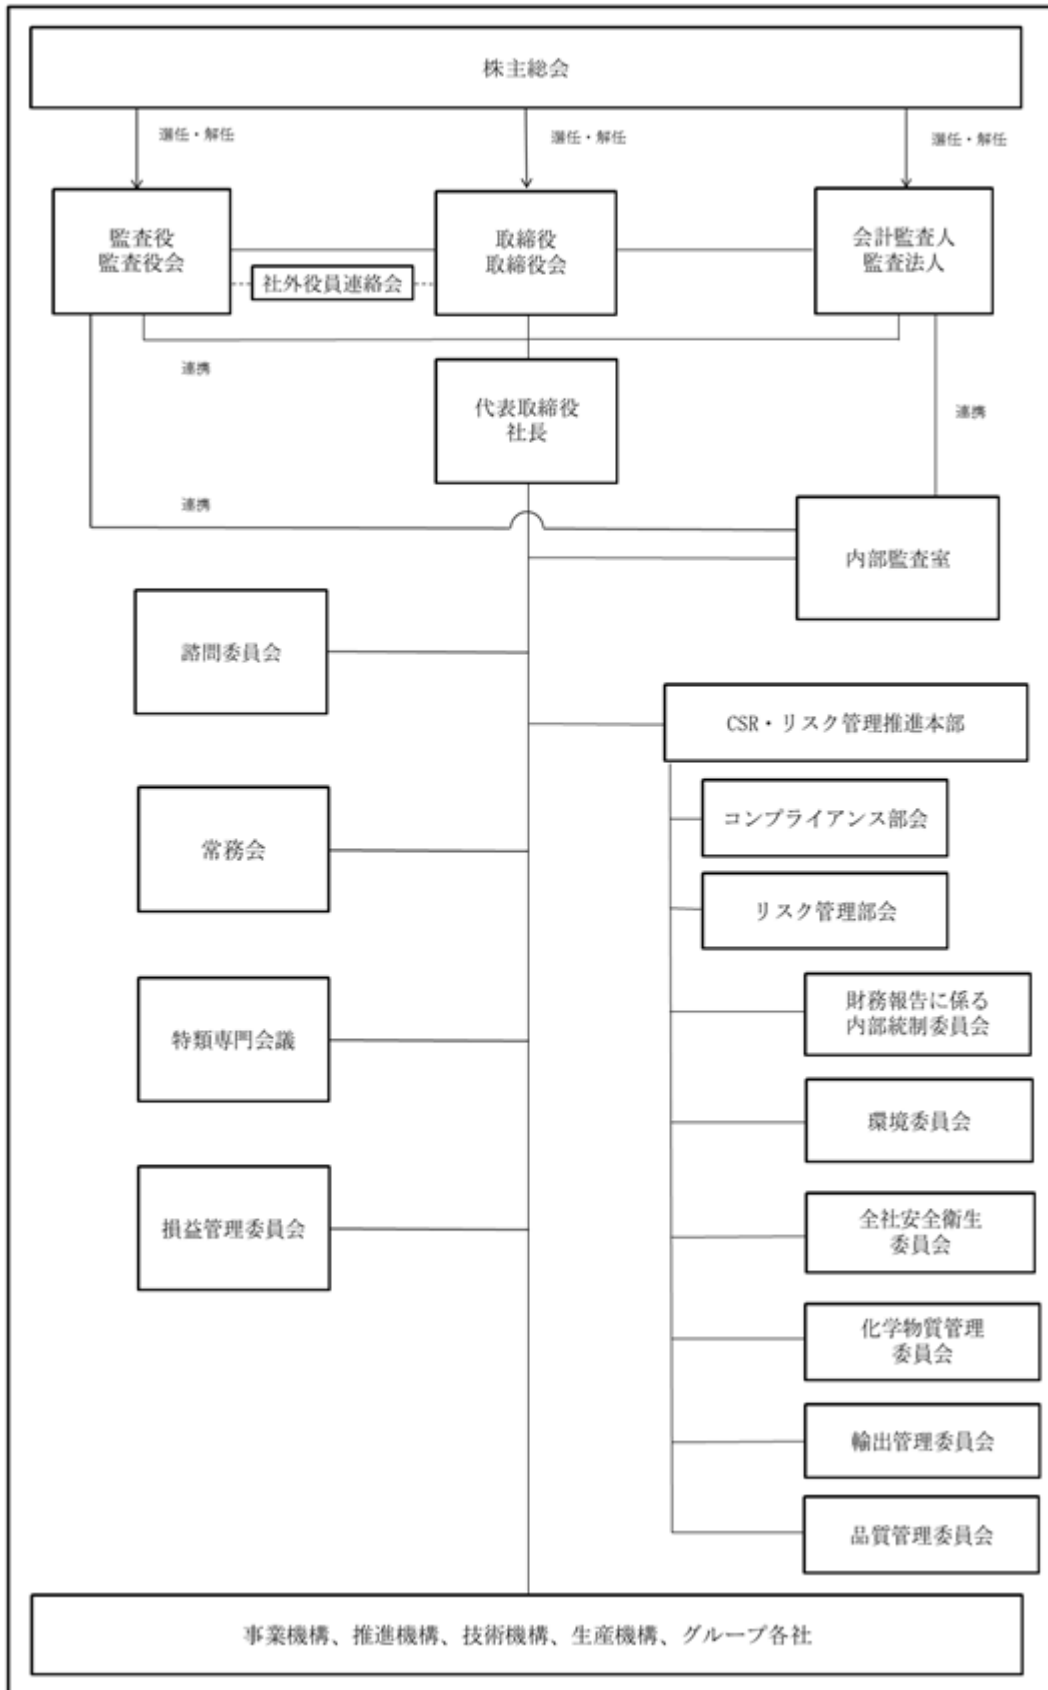 株主総会
選任・解任
選任・解任
選任・解任
監査役
監査役会
取締役
取締役会
会計監査人
監査法人
社外役員連絡会
連携
代表取締役
社長
連携
連携
内部監査室
諮問委員会
CSR・リスク管理推進本部
コンプライアンス部会
常務会
リスク管理部会
財務報告に係る
内部統制委員会
特類専門会議
環境委員会
損益管理委員会
全社安全衛生
委員会
化学物質管理
委員会
輸出管理委員会
品質管理委員会
事業機構、推進機構、技術機構、生産機構、グループ各社